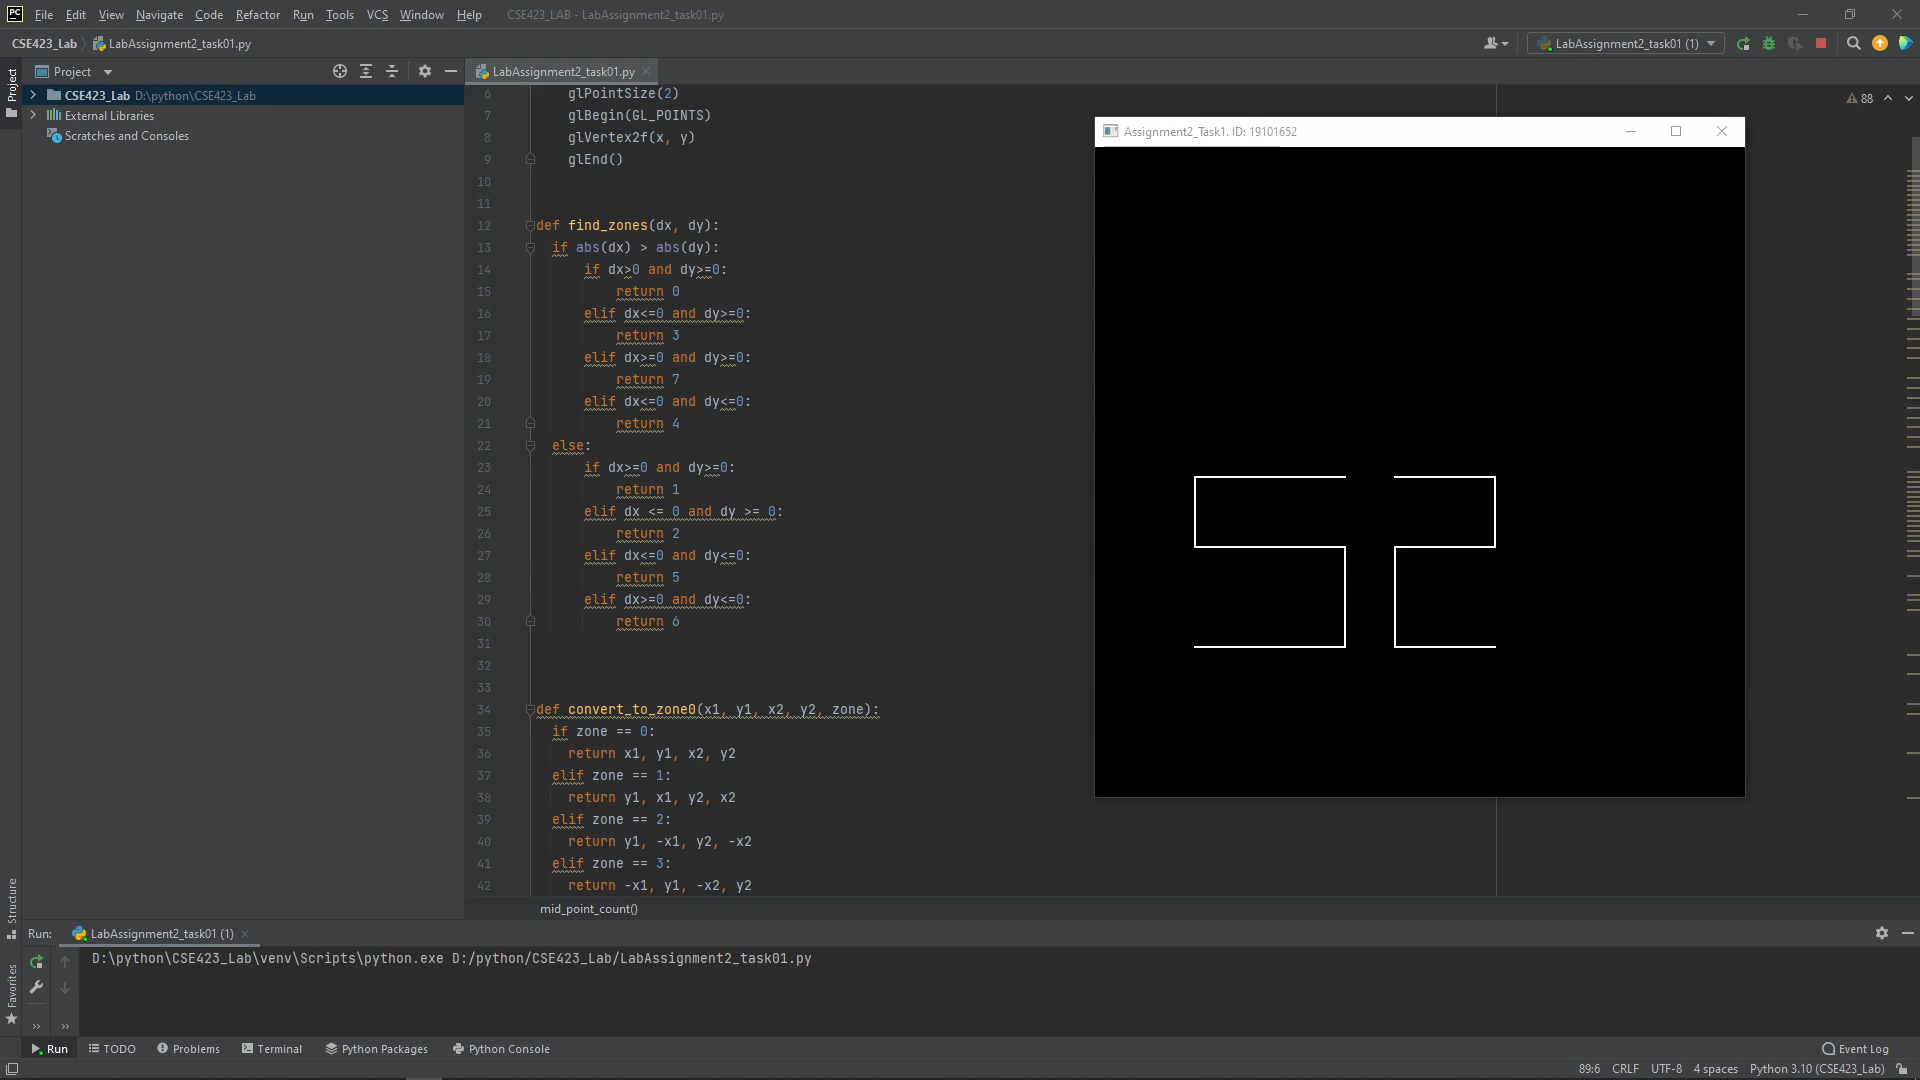 File Edit View Navigate Code Refactor Run Tools VCS Window Help CSE423_LAB - LabAssignment2_task01.py
CSE423_Lab LabAssignment2_task01.py
LabAssignment2_task01 (1)
Project
Project
LabAssignment2_task01.py
CSE423_Lab D:\python\CSE423_Lab
External Libraries
Scratches and Consoles
88
6 glPointSize(2)
7 glBegin(GL_POINTS)
8 glVertex2f(x, y)
9 glEnd()
10
11
12 def find_zones(dx, dy):
13 if abs(dx) > abs(dy):
14 if dx>0 and dy>=0:
15 return 0
16 elif dx<=0 and dy>=0:
17 return 3
18 elif dx>=0 and dy>=0:
19 return 7
20 elif dx<=0 and dy<=0:
21 return 4
22 else:
23 if dx>=0 and dy>=0:
24 return 1
25 elif dx <= 0 and dy >= 0:
26 return 2
27 elif dx<=0 and dy<=0:
28 return 5
29 elif dx>=0 and dy<=0:
30 return 6
31
32
33
34 def convert_to_zone0(x1, y1, x2, y2, zone):
35 if zone == 0:
36 return x1, y1, x2, y2
37 elif zone == 1:
38 return y1, x1, y2, x2
39 elif zone == 2:
40 return y1, -x1, y2, -x2
41 elif zone == 3:
42 return -x1, y1, -x2, y2
mid_point_count()
Assignment2_Task1. ID: 19101652
Structure
Favorites
Run: LabAssignment2_task01 (1)
D:\python\CSE423_Lab\venv\Scripts\python.exe D:/python/CSE423_Lab/LabAssignment2_task01.py
Run TODO Problems Terminal Python Packages Python Console Event Log
89:6 CRLF UTF-8 4 spaces Python 3.10 (CSE423_Lab)